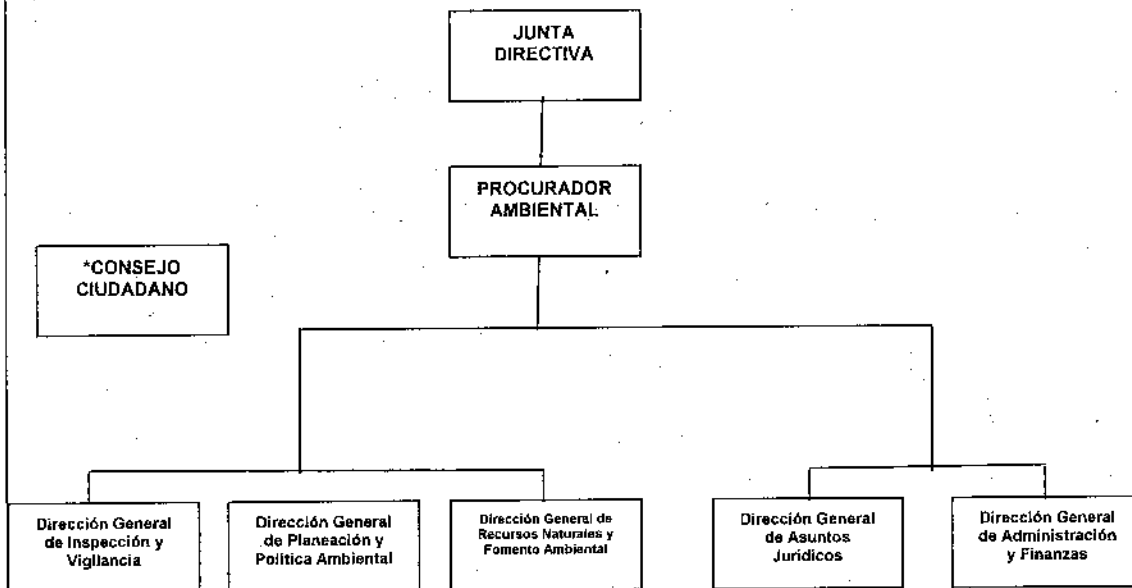 JUNTA
DIRECTIVA
PROCURADOR
AMBIENTAL
*CONSEJO
CIUDADANO
Dirección General
de Inspección y
Vigilancia
Dirección General
de Planeación y
Política Ambiental
Dirección General de
Recursos Naturales y
Fomento Ambiental
Dirección General
de Asuntos
Jurídicos
Dirección General
de Administración
y Finanzas